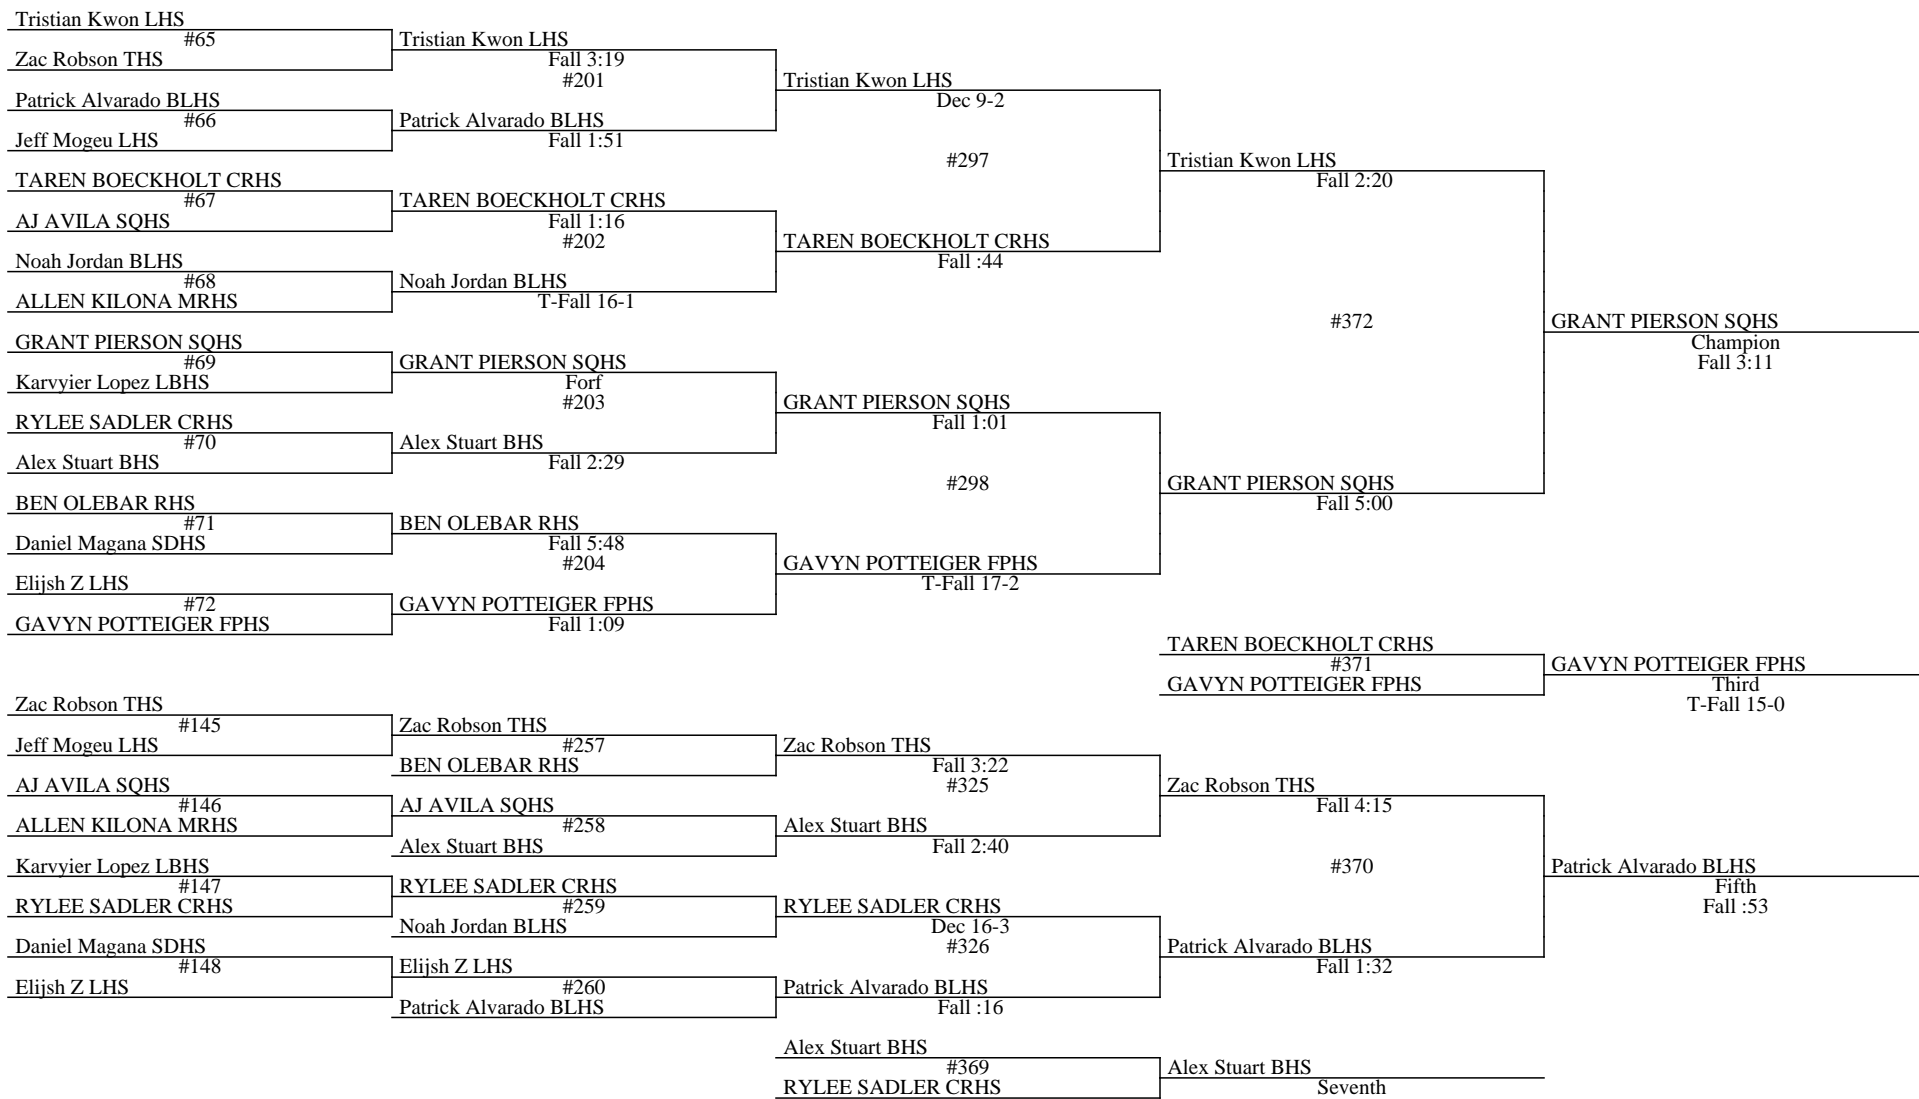 Tristian Kwon LHS
#65
Zac Robson THS
Patrick Alvarado BLHS
#66
Jeff Mogeu LHS
TAREN BOECKHOLT CRHS
#67
AJ AVILA SQHS
Noah Jordan BLHS
#68
ALLEN KILONA MRHS
GRANT PIERSON SQHS
#69
Karvyier Lopez LBHS
RYLEE SADLER CRHS
#70
Alex Stuart BHS
BEN OLEBAR RHS
#71
Daniel Magana SDHS
Elijsh Z LHS
#72
GAVYN POTTEIGER FPHS
Tristian Kwon LHS
Fall 3:19
#201
Patrick Alvarado BLHS
Fall 1:51
TAREN BOECKHOLT CRHS
Fall 1:16
#202
Noah Jordan BLHS
T-Fall 16-1
GRANT PIERSON SQHS
Forf
#203
Alex Stuart BHS
Fall 2:29
BEN OLEBAR RHS
Fall 5:48
#204
GAVYN POTTEIGER FPHS
Fall 1:09
Tristian Kwon LHS
Dec 9-2
#297
TAREN BOECKHOLT CRHS
Fall :44
GRANT PIERSON SQHS
Fall 1:01
#298
GAVYN POTTEIGER FPHS
T-Fall 17-2
Tristian Kwon LHS
Fall 2:20
#372
GRANT PIERSON SQHS
Fall 5:00
GRANT PIERSON SQHS
Champion
Fall 3:11
TAREN BOECKHOLT CRHS
#371
GAVYN POTTEIGER FPHS
GAVYN POTTEIGER FPHS
Third
T-Fall 15-0
Zac Robson THS
#145
Jeff Mogeu LHS
AJ AVILA SQHS
#146
ALLEN KILONA MRHS
Karvyier Lopez LBHS
#147
RYLEE SADLER CRHS
Daniel Magana SDHS
#148
Elijsh Z LHS
Zac Robson THS
#257
BEN OLEBAR RHS
AJ AVILA SQHS
#258
Alex Stuart BHS
RYLEE SADLER CRHS
#259
Noah Jordan BLHS
Elijsh Z LHS
#260
Patrick Alvarado BLHS
Zac Robson THS
Fall 3:22
#325
Alex Stuart BHS
Fall 2:40
RYLEE SADLER CRHS
Dec 16-3
#326
Patrick Alvarado BLHS
Fall :16
Zac Robson THS
Fall 4:15
#370
Patrick Alvarado BLHS
Fall 1:32
Patrick Alvarado BLHS
Fifth
Fall :53
Alex Stuart BHS
#369
RYLEE SADLER CRHS
Alex Stuart BHS
Seventh